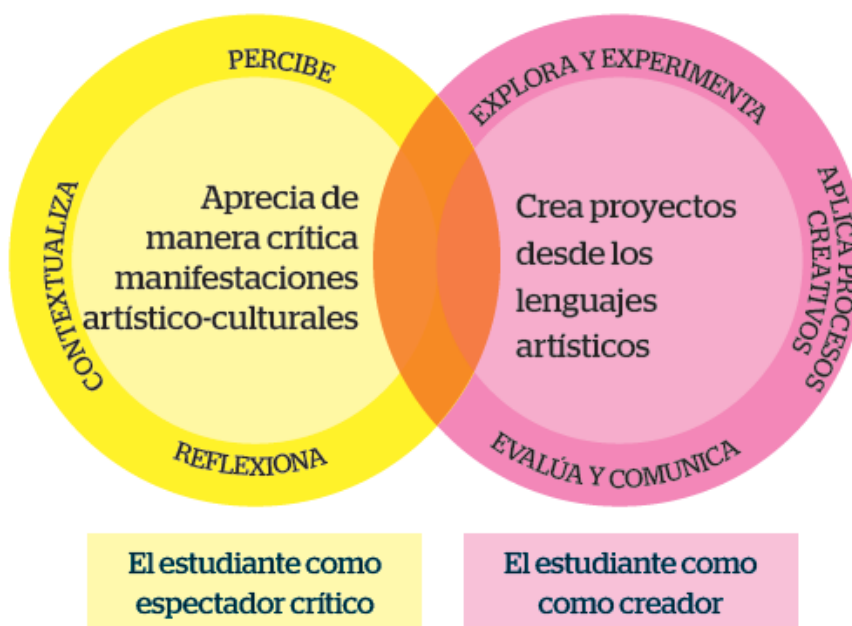 PERCIBE
CONTEXTUALIZA
Aprecia de
manera crítica
manifestaciones
artístico-culturales
REFLEXIONA
EXPLORA Y EXPERIMENTA
APLICA PROCESOS
CREATIVOS
Crea proyectos
desde los
lenguajes
artísticos
EVALÚA Y COMUNICA
El estudiante como
espectador crítico
El estudiante como
como creador